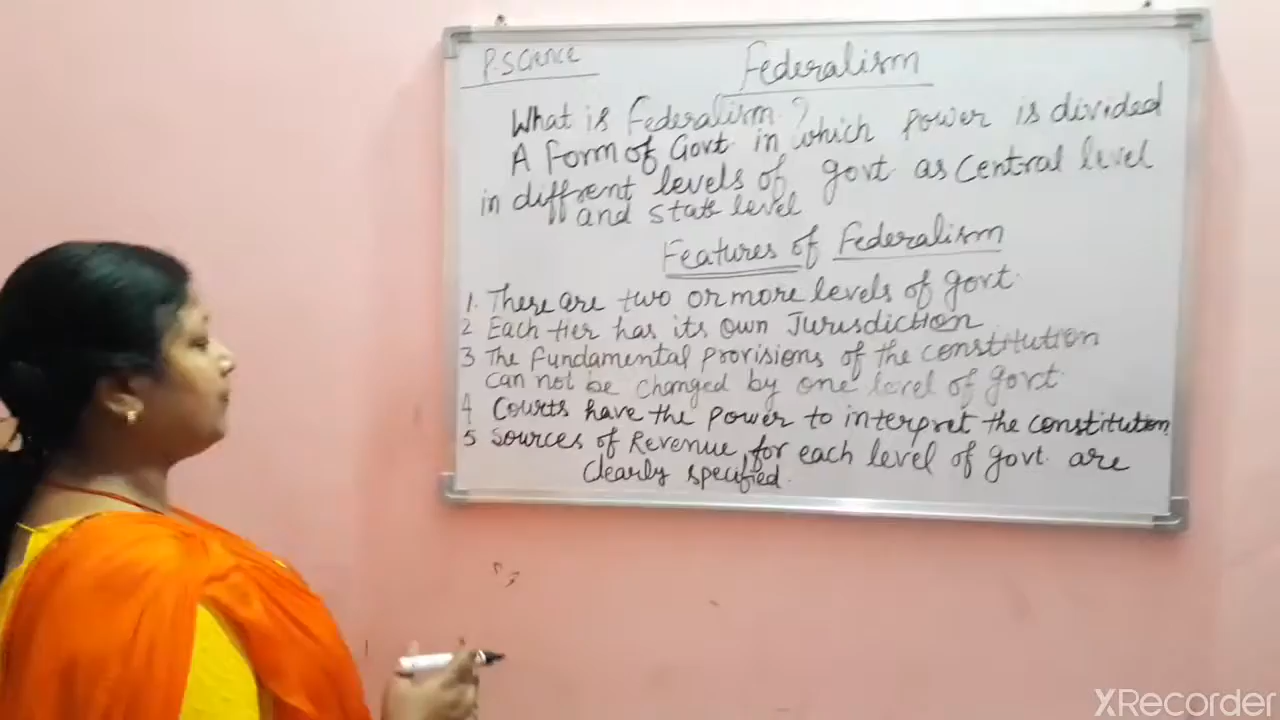 P.Science
Federalism
What is Federalism?
A form of Govt. in which power is divided
in diffrent levels of govt as central level
and state level
Features of Federalism
1. There are two or more levels of govt.
2 Each tier has its own Jurisdiction
3 The fundamental provisions of the constitution
can not be changed by one level of govt.
4 Courts have the power to interpret the constitution
5 Sources of Revenue for each level of govt. are
clearly specified.
XRecorder